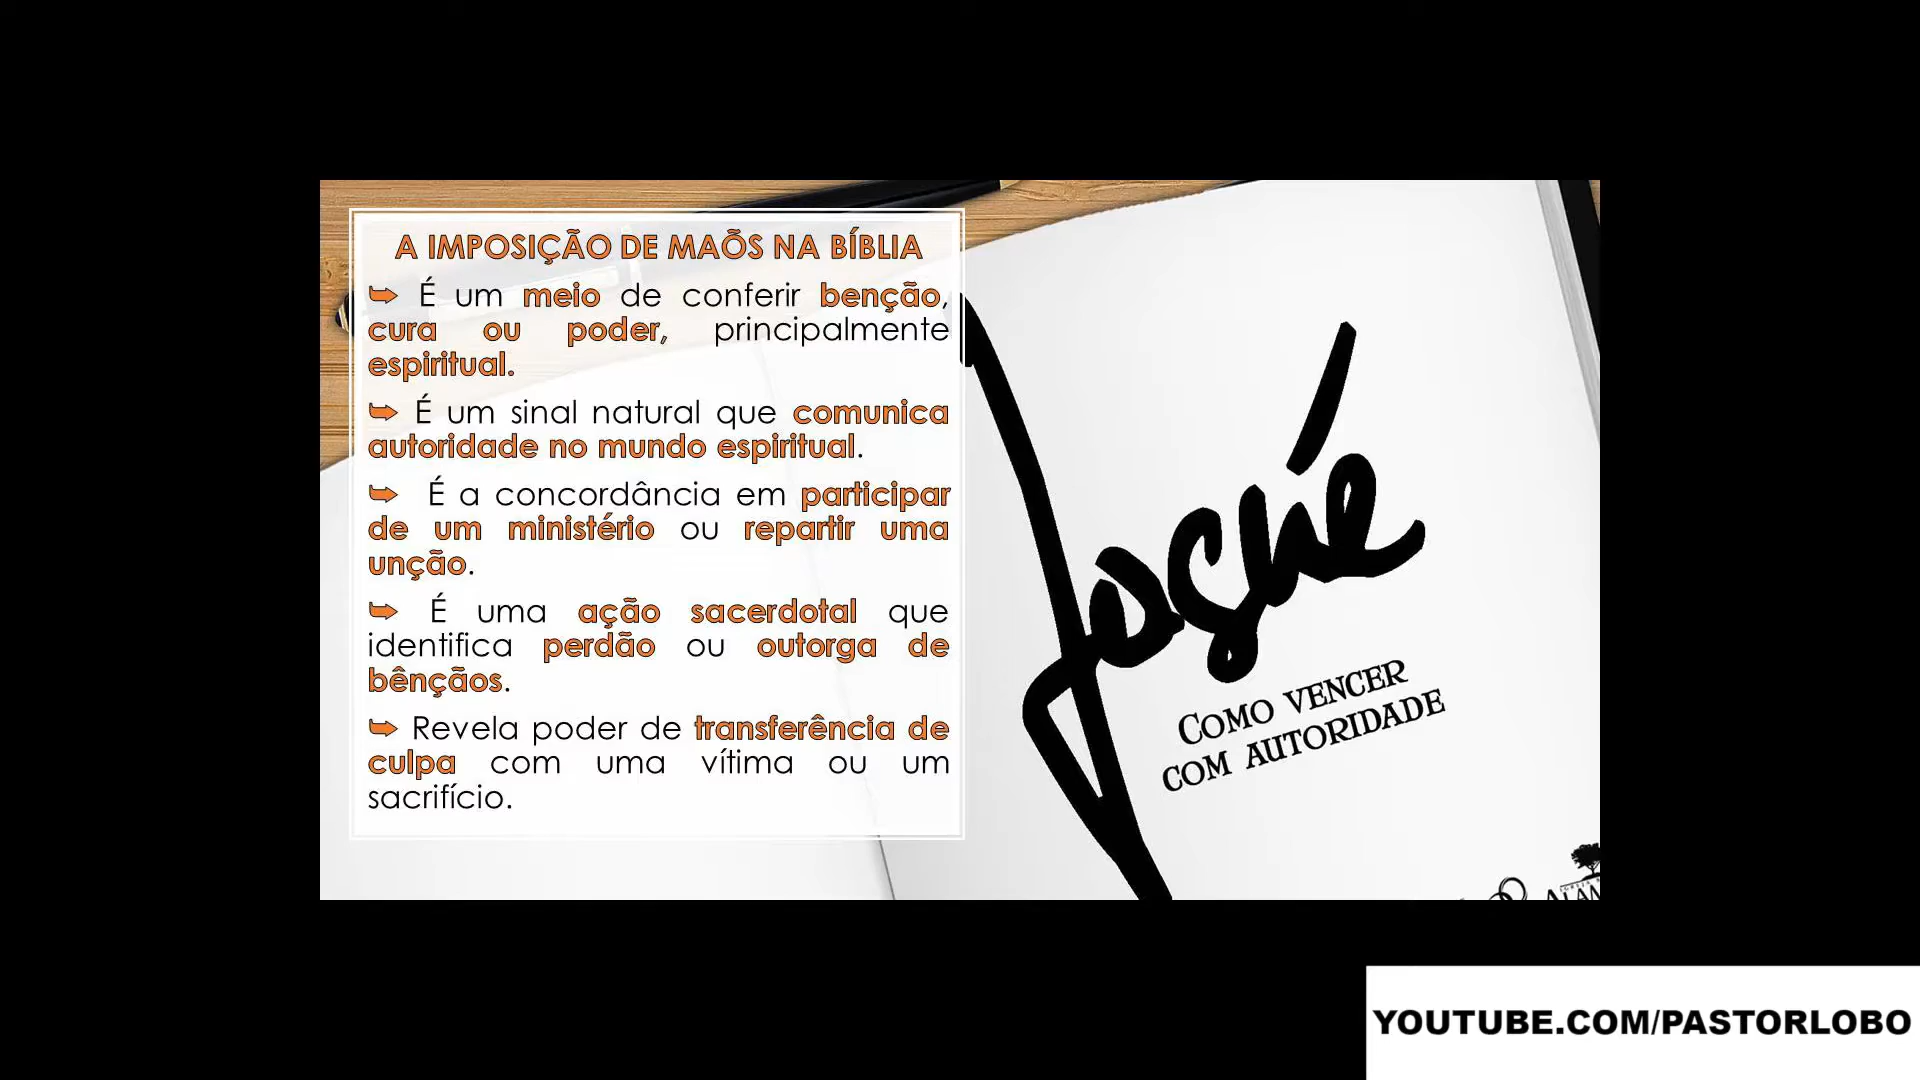 A IMPOSIÇÃO DE MAÕS NA BÍBLIA
➥ É um meio de conferir benção,
cura ou poder, principalmente
espiritual.
➥ É um sinal natural que comunica
autoridade no mundo espiritual.
➥ É a concordância em participar
de um ministério ou repartir uma
unção.
➥ É uma ação sacerdotal que
identifica perdão ou outorga de
bênçãos.
➥ Revela poder de transferência de
culpa com uma vítima ou um
sacrifício.
Josué
COMO VENCER
COM AUTORIDADE
YOUTUBE.COM/PASTORLOBO